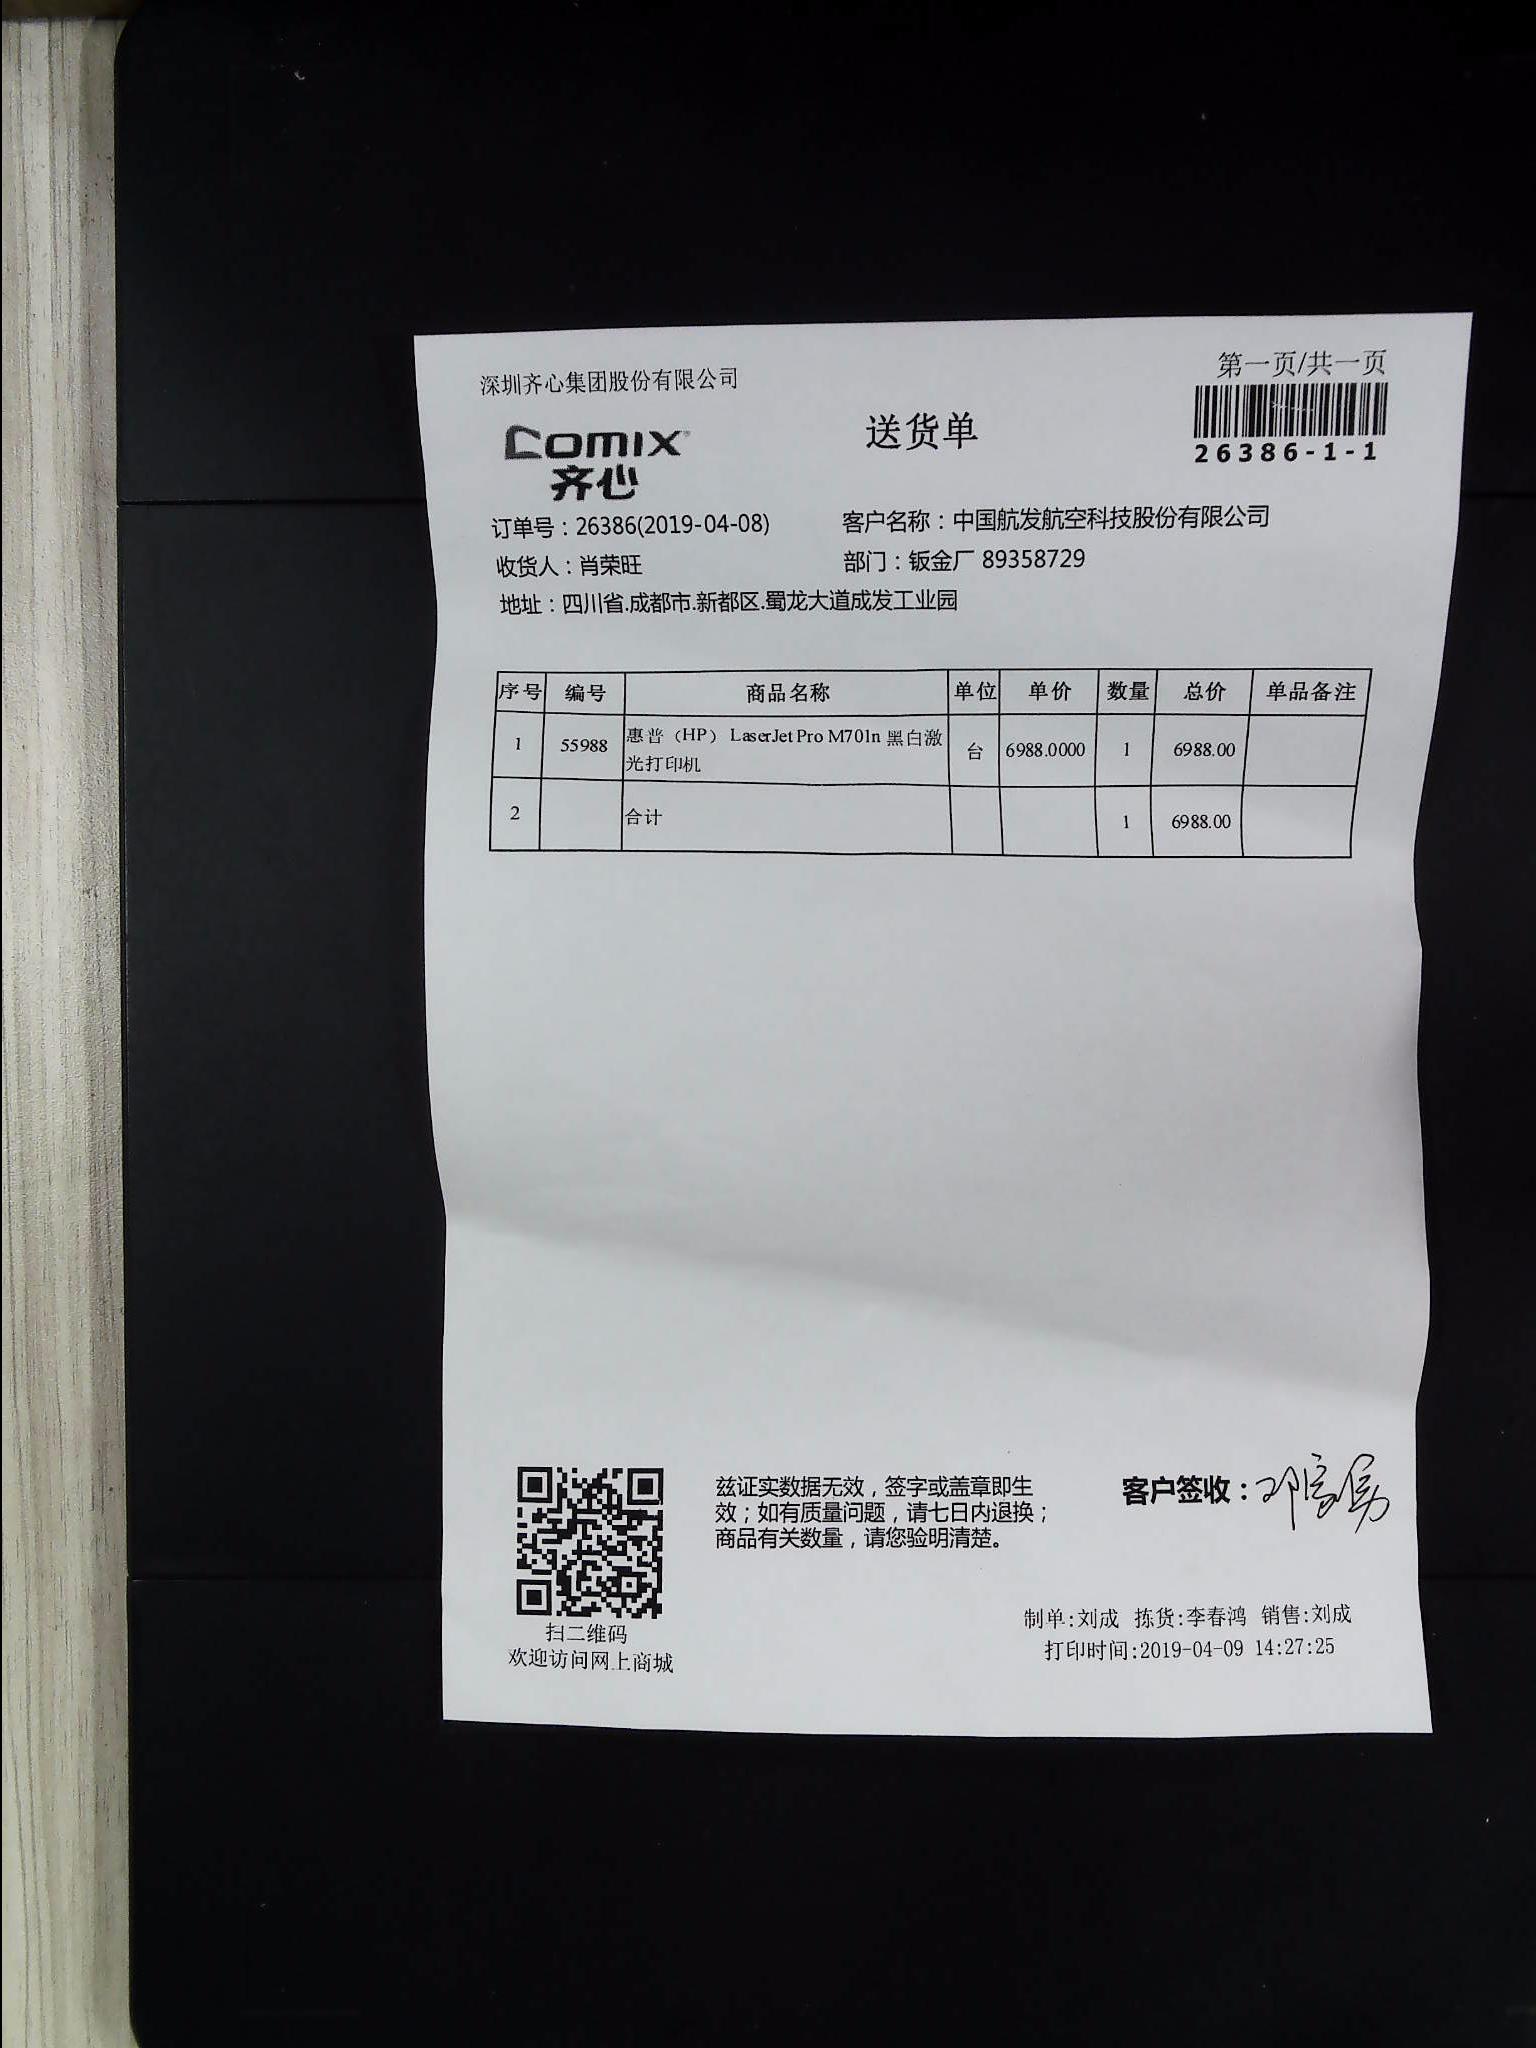 第一页/共一页
深圳齐心集团股份有限公司
送货单
COMIX
齐心
26386-1-1
订单号：26386(2019-04-08) 客户名称：中国航发航空科技股份有限公司
收货人：肖荣旺 部门：钣金厂 89358729
地址：四川省.成都市.新都区.蜀龙大道成发工业园
序号 编号 商品名称 单位 单价 数量 总价 单品备注
1 55988 惠普（HP） LaserJet Pro M701n 黑白激光打印机 台 6988.0000 1 6988.00
2 合计 1 6988.00
兹证实数据无效，签字或盖章即生
效；如有质量问题，请七日内退换；
商品有关数量，请您验明清楚。
客户签收：
扫二维码
欢迎访问网上商城
制单:刘成 拣货:李春鸿 销售:刘成
打印时间:2019-04-09 14:27:25